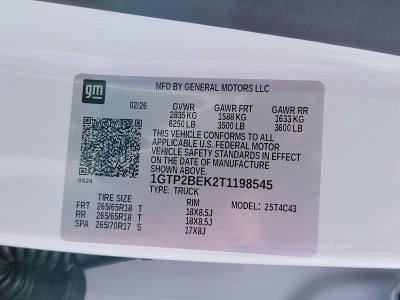 gm
MFD BY GENERAL MOTORS LLC
02/26 GVWR GAWR FRT GAWR RR
2835 KG 1588 KG 1633 KG
6250 LB 3500 LB 3600 LB
THIS VEHICLE CONFORMS TO ALL
APPLICABLE U.S. FEDERAL MOTOR
VEHICLE SAFETY STANDARDS IN EFFECT
ON THE DATE OF MANUFACTURE
SHOWN ABOVE.
8624
1GTP2BEK2T1198545
TYPE: TRUCK
TIRE SIZE RIM MODEL: 25T4C43
FRT 265/65R18 T 18X8.5J
RR 265/65R18 T 18X8.5J
SPA 265/70R17 S 17X8J